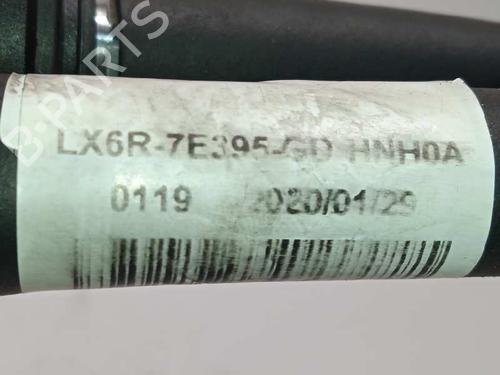 B-PARTS
LX6R-7E395-GD HNH0A
0119 2020/01/29